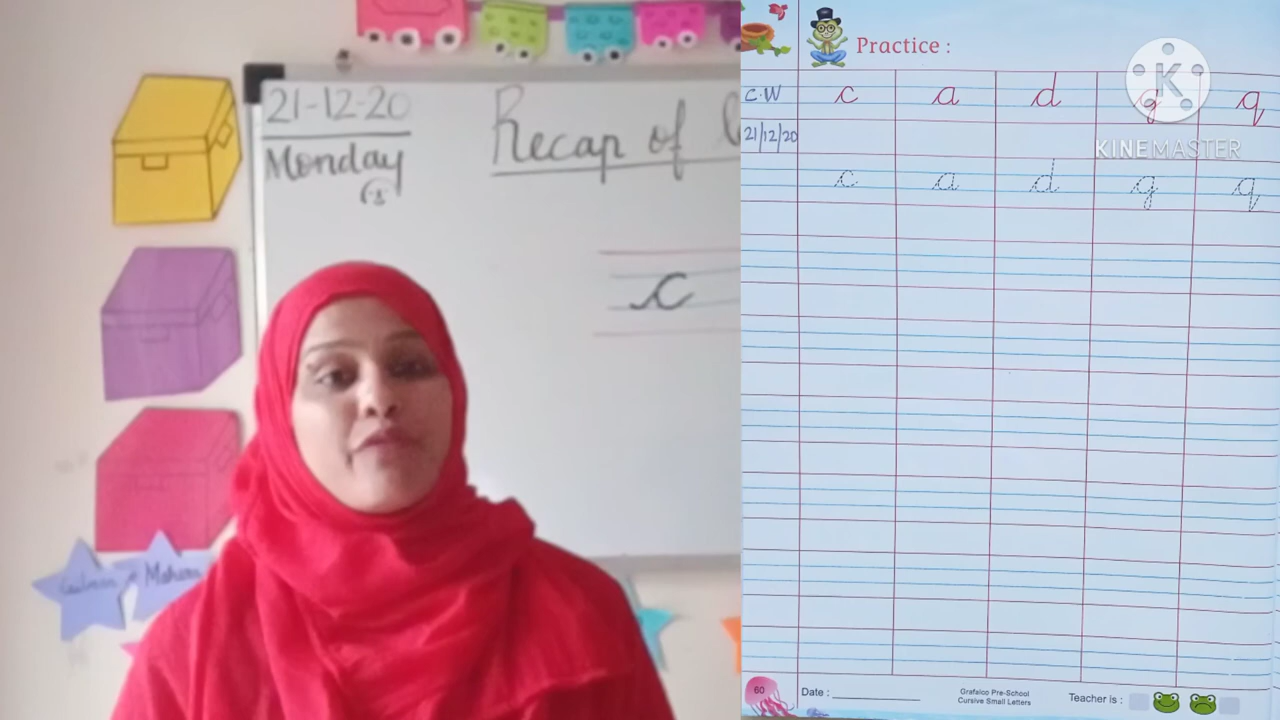 21-12-20
Monday
Recap of
c
Mahira
Practice :
C.W
c a d g q
21/12/20
c a d g q
K
KINEMASTER
60
Date :
Grafalco Pre-School
Cursive Small Letters
Teacher is :